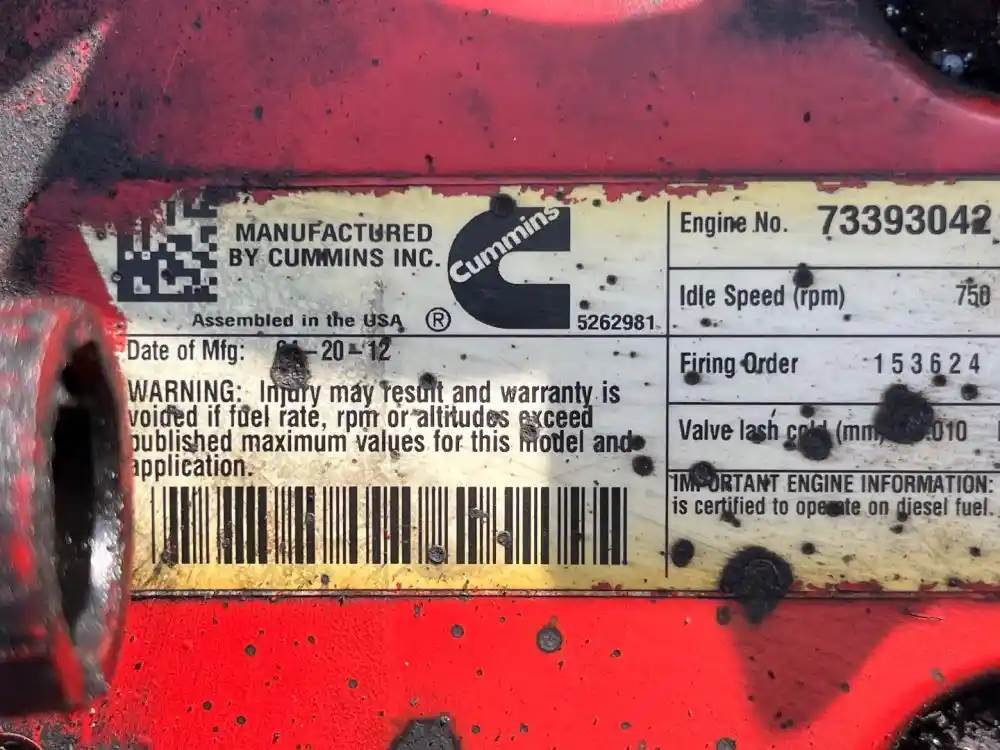 MANUFACTURED
BY CUMMINS INC.
Cummins
Assembled in the USA ®
5262981
Date of Mfg: -20-12
WARNING: Injury may result and warranty is
voided if fuel rate, rpm or altitudes exceed
published maximum values for this model and
application.
Engine No. 73393042
Idle Speed (rpm) 750
Firing Order 153624
Valve lash cold (mm) .010
IMPORTANT ENGINE INFORMATION:
is certified to operate on diesel fuel.